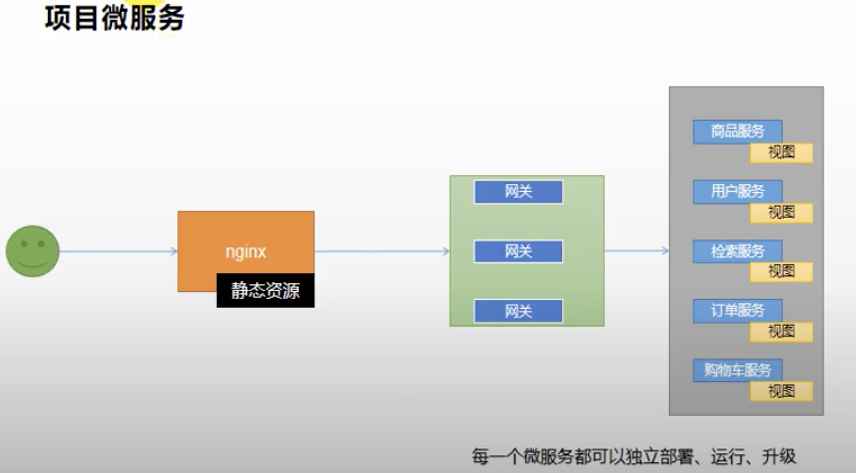 项目微服务
nginx
静态资源
网关
网关
网关
商品服务
视图
用户服务
视图
检索服务
视图
订单服务
视图
购物车服务
视图
每一个微服务都可以独立部署、运行、升级